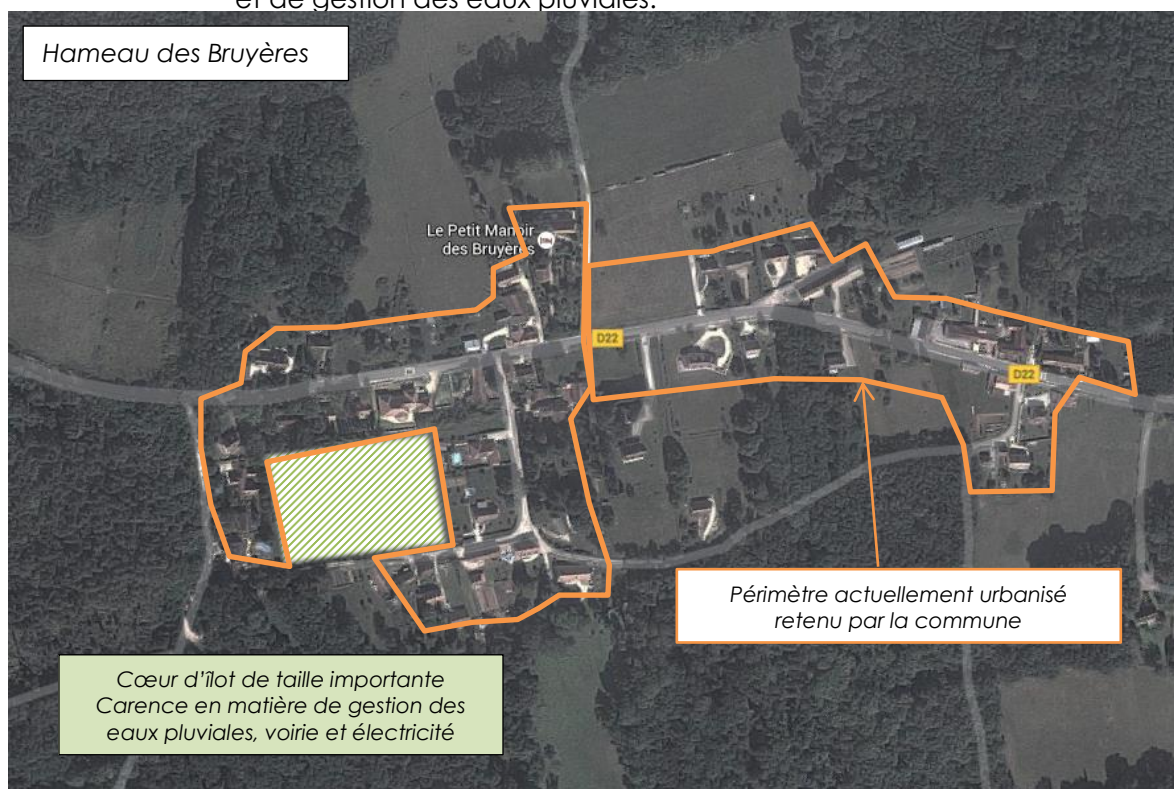 et de gestion des eaux pluviales.
Hameau des Bruyères
Le Petit Manoir
des Bruyères
D22
D22
Périmètre actuellement urbanisé
retenu par la commune
Cœur d'îlot de taille importante
Carence en matière de gestion des
eaux pluviales, voirie et électricité